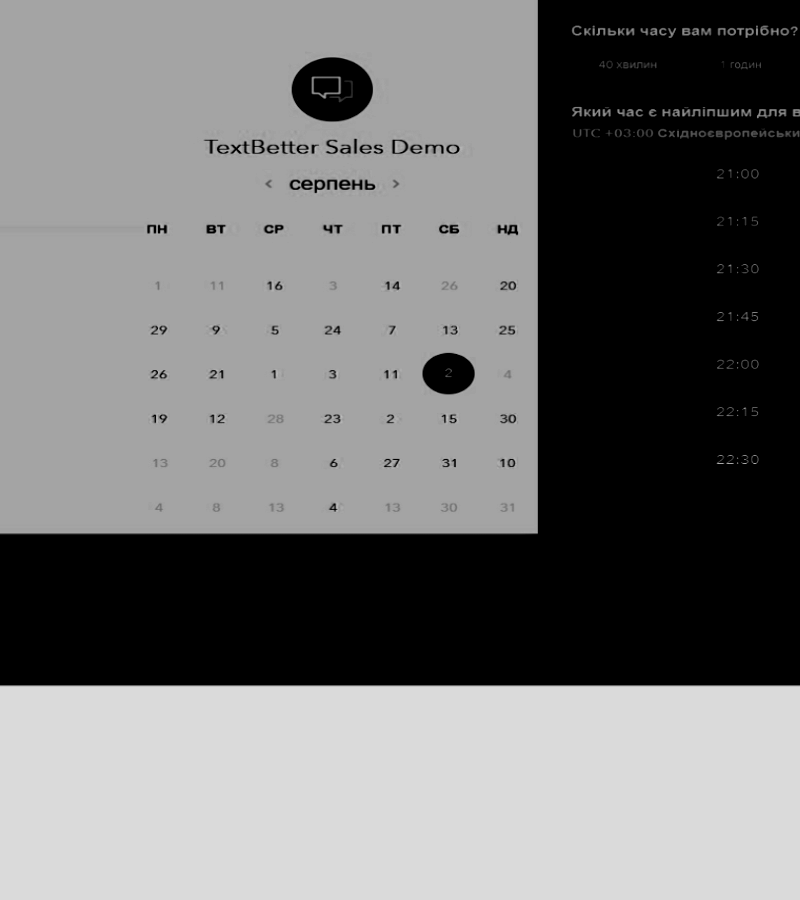 TextBetter Sales Demo
‹ серпень ›
ПН ВТ СР ЧТ ПТ СБ НД
1 11 16 3 14 26 20
29 9 5 24 7 13 25
26 21 1 3 11 2 4
19 12 28 23 2 15 30
13 20 8 6 27 31 10
4 8 13 4 13 30 31
Скільки часу вам потрібно?
40 хвилин 1 годин
Який час є найліпшим для в
UTC +03:00 Східноєвропейськи
21:00
21:15
21:30
21:45
22:00
22:15
22:30